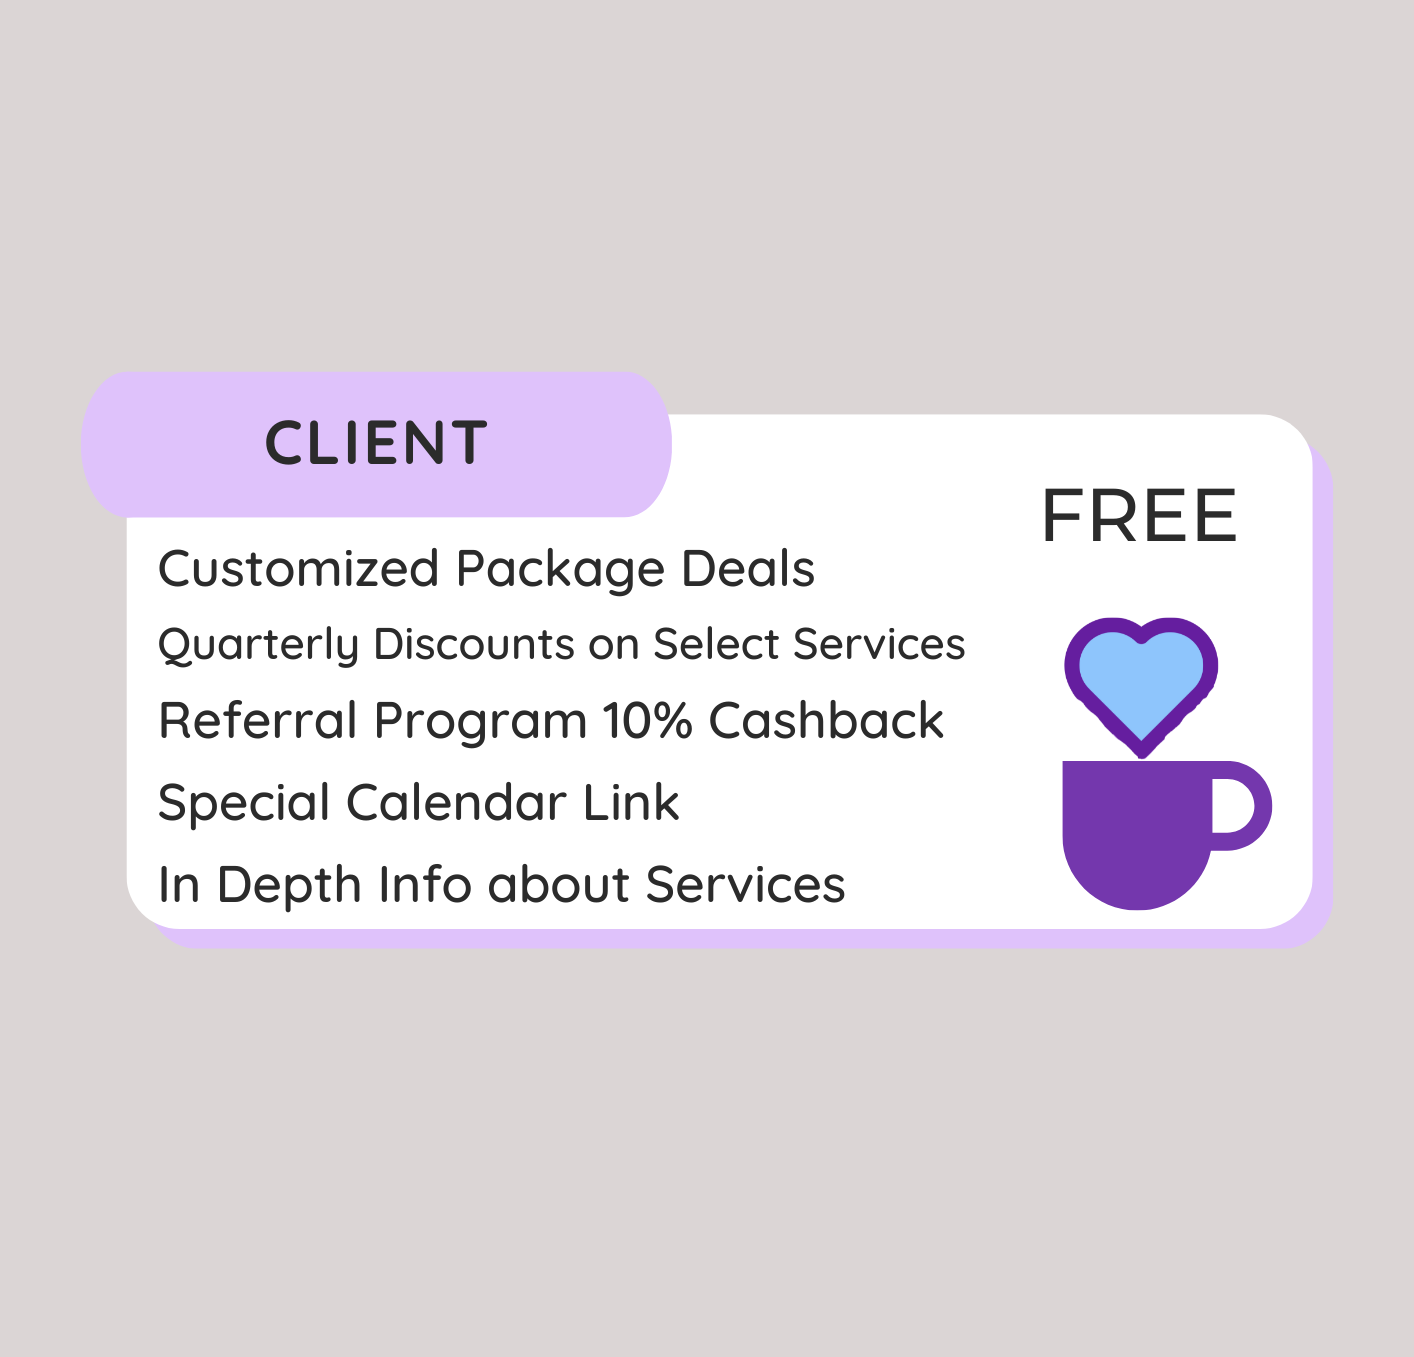 CLIENT
FREE
Customized Package Deals
Quarterly Discounts on Select Services
Referral Program 10% Cashback
Special Calendar Link
In Depth Info about Services